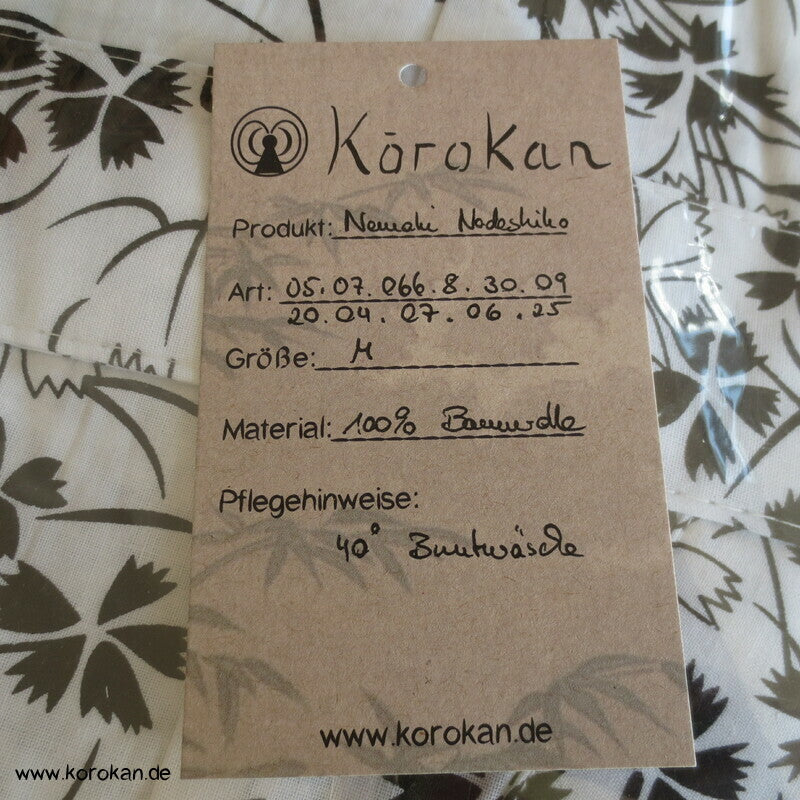 Kōrokan
Produkt: Nemaki Nadeshiko
Art: 05.07.066.8.30.09
20.04.07.06.25
Größe: M
Material: 100% Baumwolle
Pflegehinweise:
40° Buntwäsche
www.korokan.de
www.korokan.de